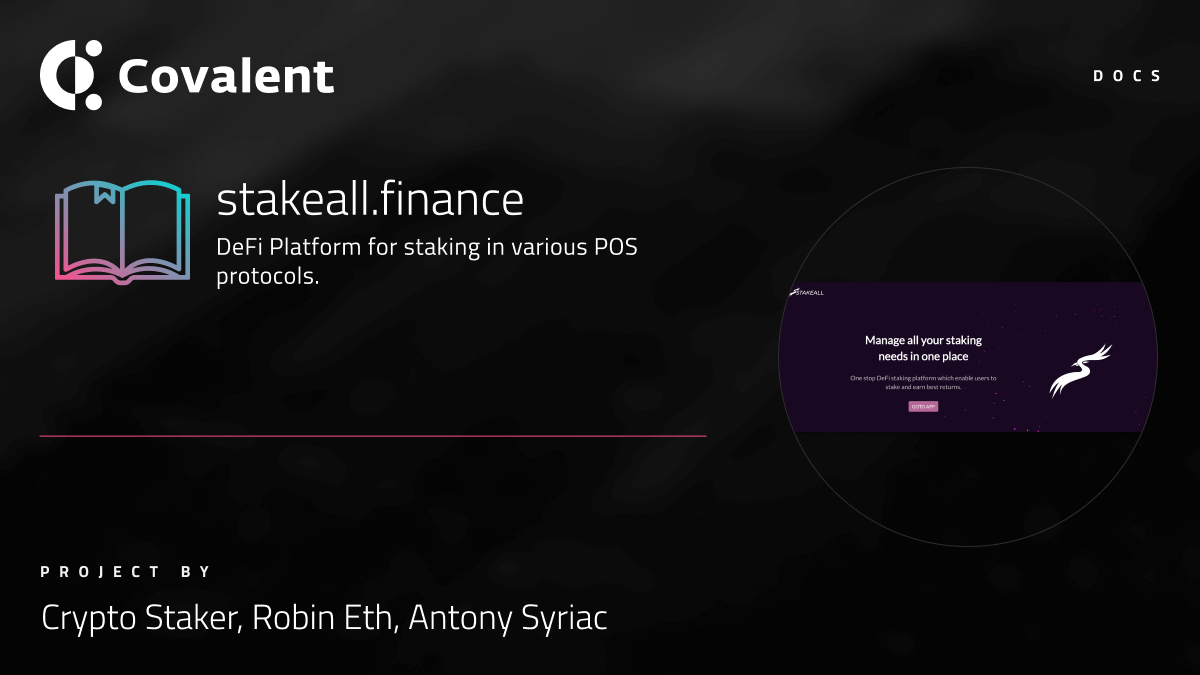 Covalent
DOCS
stakeall.finance
DeFi Platform for staking in various POS
protocols.
STAKEALL
Manage all your staking
needs in one place
One stop DeFi staking platform which enable users to
stake and earn best returns.
GOTO APP
PROJECT BY
Crypto Staker, Robin Eth, Antony Syriac